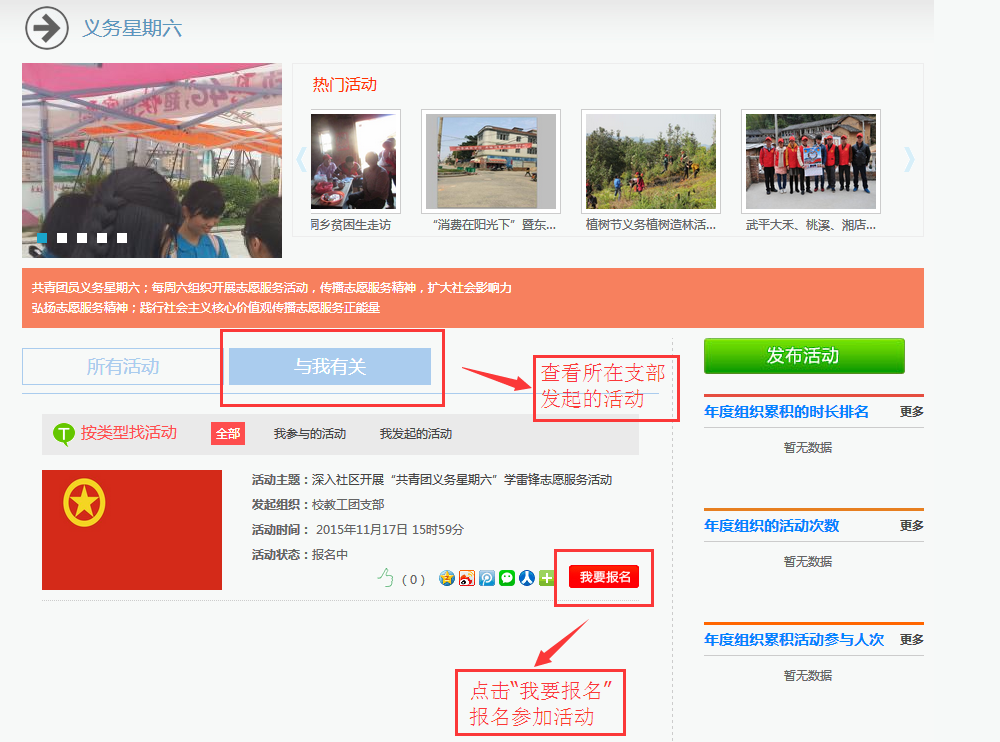 义务星期六
热门活动
桐乡贫困生走访
“消费在阳光下”暨东...
植树节义务植树造林活...
武平大禾、桃溪、湘店...
共青团员义务星期六；每周六组织开展志愿服务活动，传播志愿服务精神，扩大社会影响力
弘扬志愿服务精神；践行社会主义核心价值观传播志愿服务正能量
所有活动
与我有关
查看所在支部
发起的活动
发布活动
按类型找活动 全部 我参与的活动 我发起的活动
活动主题：深入社区开展“共青团义务星期六”学雷锋志愿服务活动
发起组织：校教工团支部
活动时间： 2015年11月17日 15时59分
活动状态：报名中
( 0 )
我要报名
点击“我要报名”
报名参加活动
年度组织累积的时长排名 更多
暂无数据
年度组织的活动次数 更多
暂无数据
年度组织累积活动参与人次 更多
暂无数据